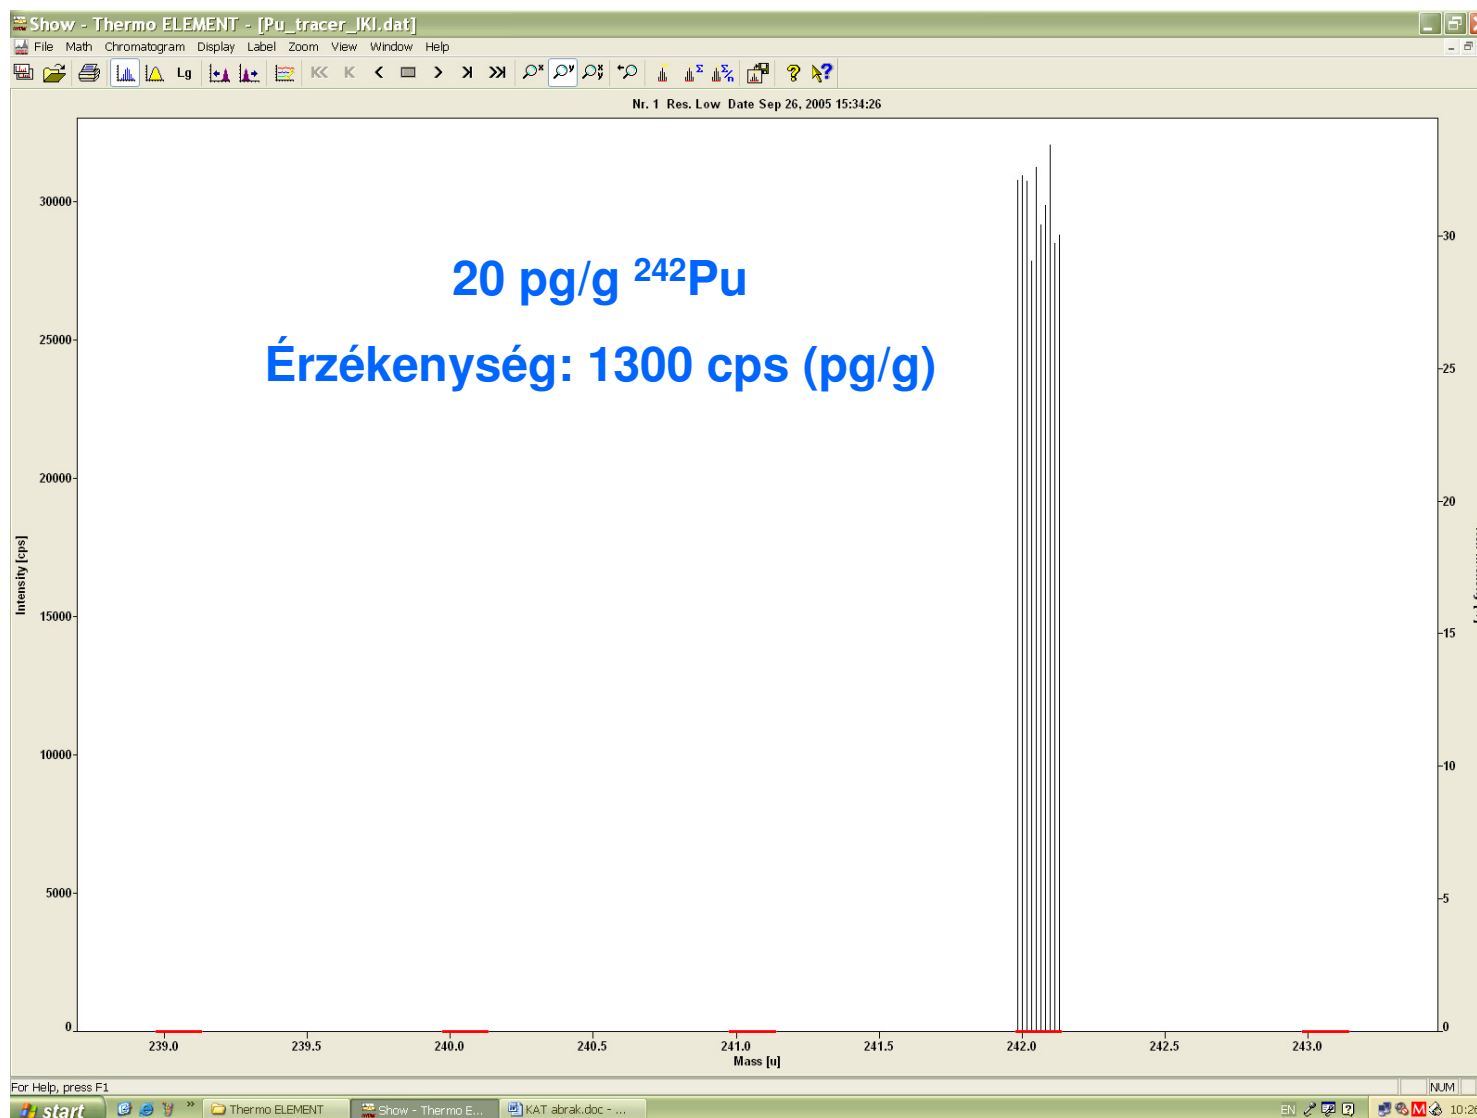 Show - Thermo ELEMENT - [Pu_tracer_IKI.dat]
File Math Chromatogram Display Label Zoom View Window Help
Lg
Nr. 1 Res. Low Date Sep 26, 2005 15:34:26
20 pg/g ²⁴²Pu
Érzékenység: 1300 cps (pg/g)
Intensity [cps]
30000
25000
20000
15000
10000
5000
0
30
25
20
15
10
5
0
239.0 239.5 240.0 240.5 241.0 241.5 242.0 242.5 243.0
Mass [u]
For Help, press F1 NUM
start Thermo ELEMENT Show - Thermo E... KAT abrak.doc - ... EN